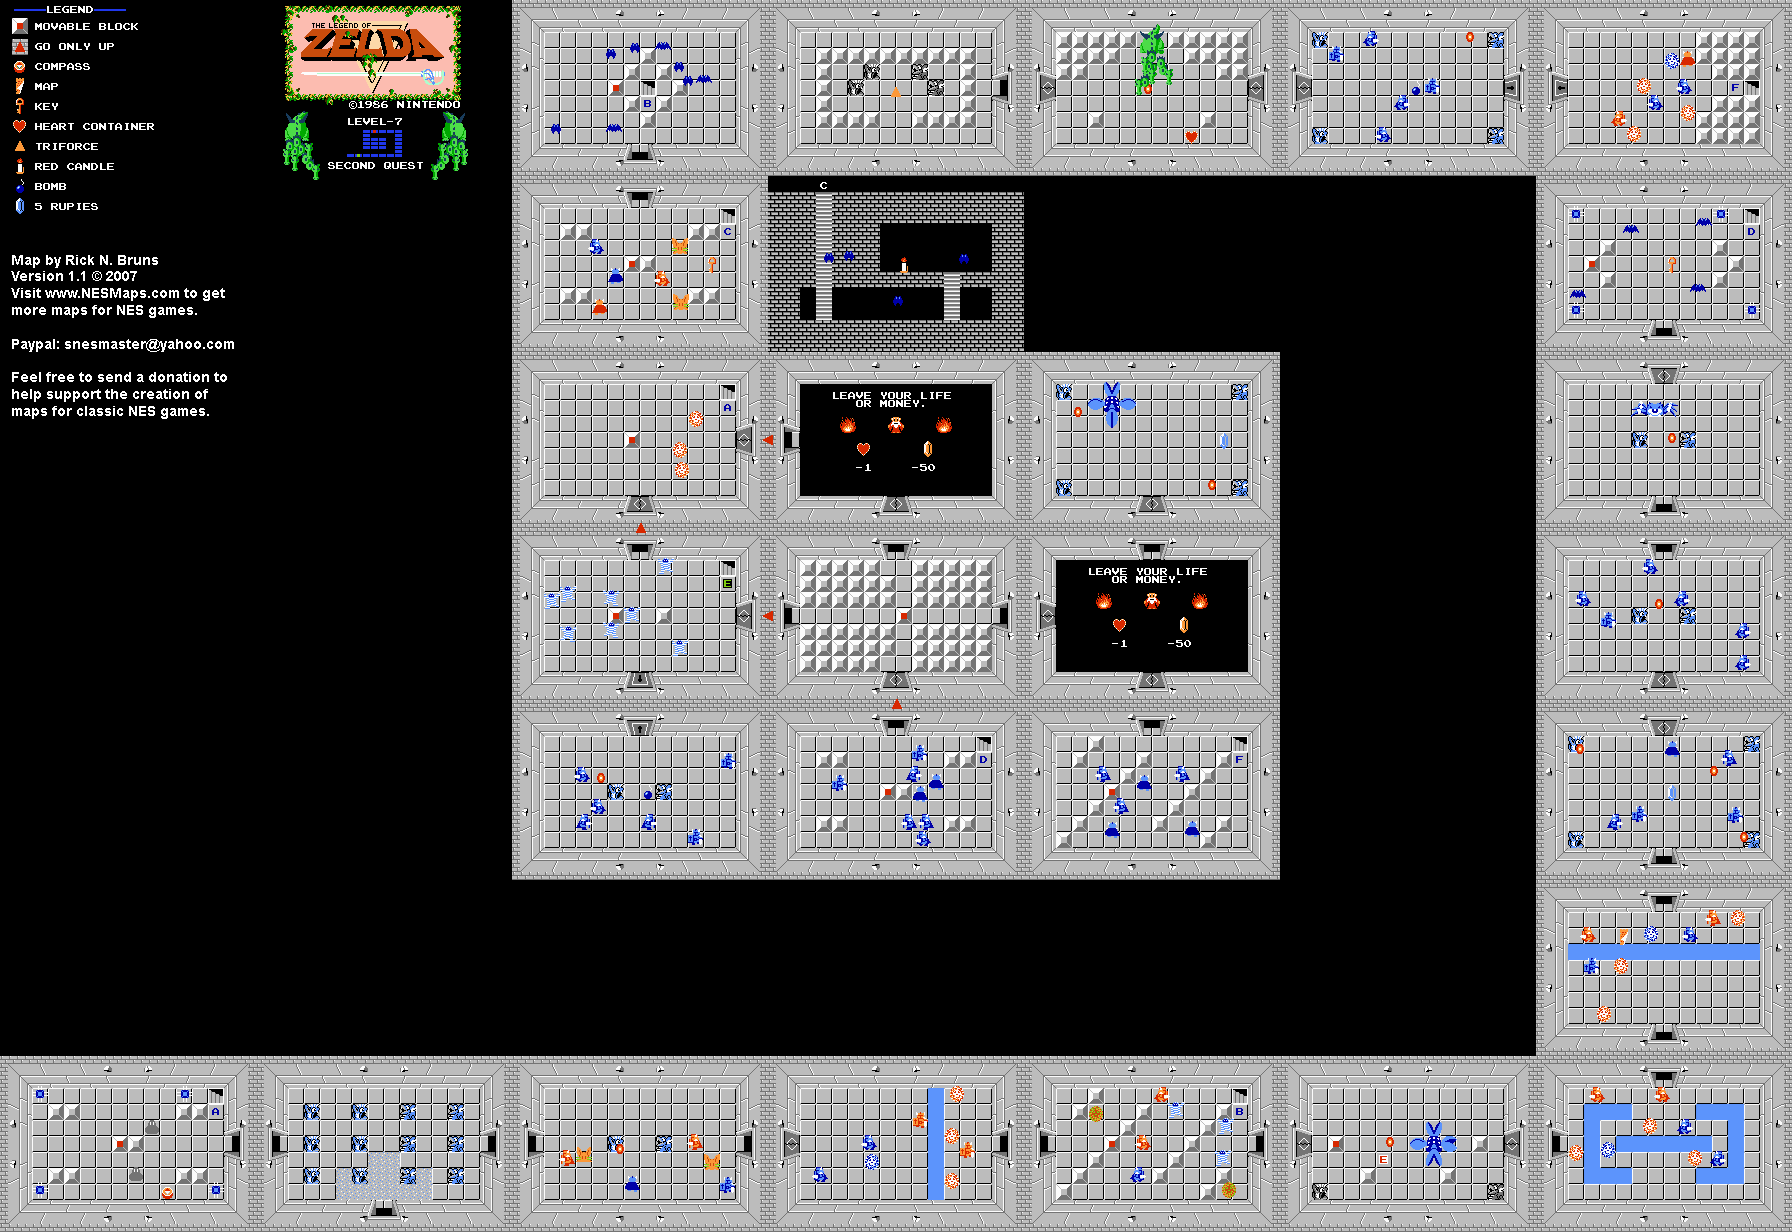 LEGEND
MOVABLE BLOCK
GO ONLY UP
COMPASS
MAP
KEY
HEART CONTAINER
TRIFORCE
RED CANDLE
BOMB
5 RUPIES
THE LEGEND OF
ZELDA
©1986 NINTENDO
LEVEL-7
SECOND QUEST
Map by Rick N. Bruns
Version 1.1 © 2007
Visit www.NESMaps.com to get
more maps for NES games.
Paypal: snesmaster@yahoo.com
Feel free to send a donation to
help support the creation of
maps for classic NES games.
B
F
C
C
D
A
LEAVE YOUR LIFE
OR MONEY.
-1 -50
E
LEAVE YOUR LIFE
OR MONEY.
-1 -50
D
F
A
B
E